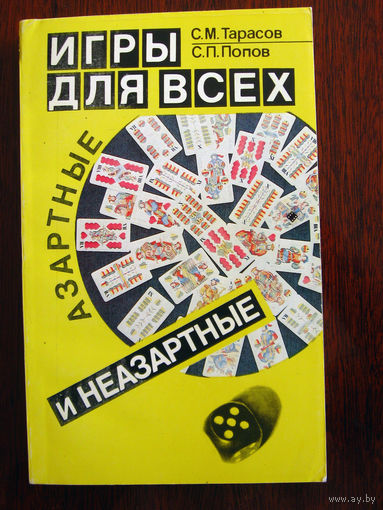 ИГРЫ
ДЛЯ ВСЕХ
С.М.Тарасов
С.П.Попов
АЗАРТНЫЕ
И НЕАЗАРТНЫЕ
www.ay.by